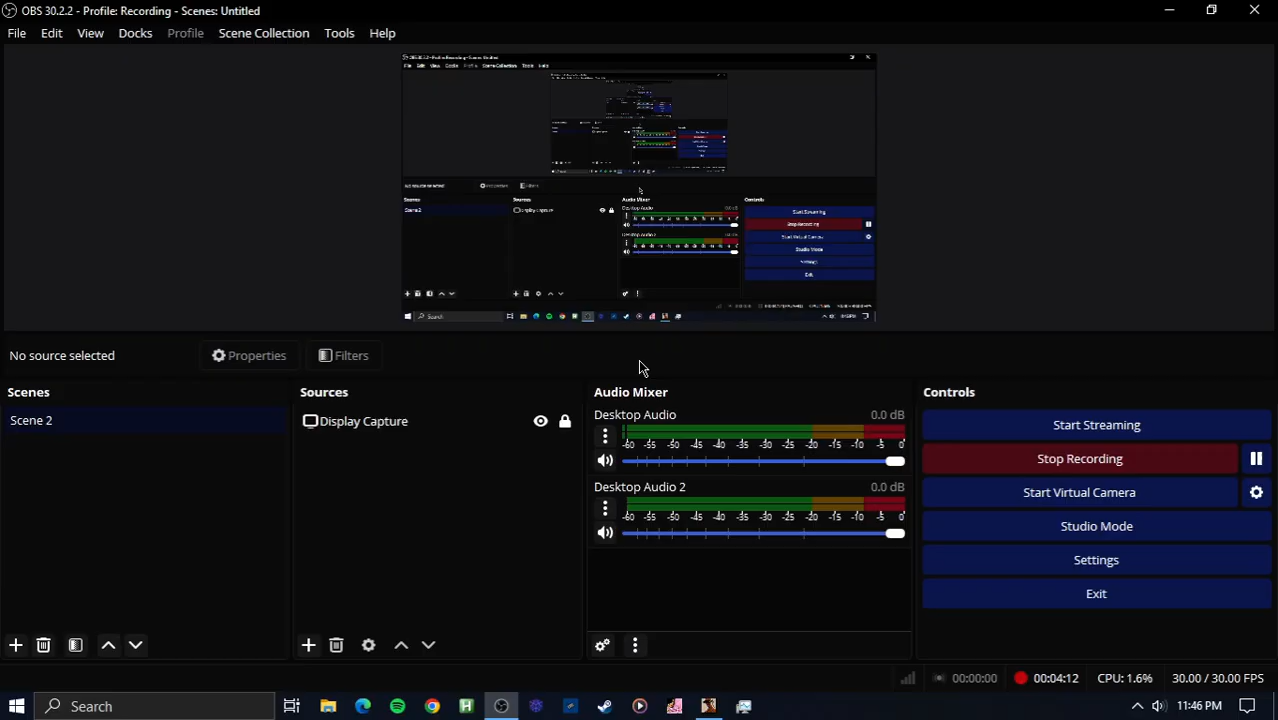 OBS 30.2.2 - Profile: Recording - Scenes: Untitled
File Edit View Docks Profile Scene Collection Tools Help
No source selected Properties Filters
Scenes
Scene 2
Sources
Display Capture
Audio Mixer
Desktop Audio 0.0 dB
-60 -55 -50 -45 -40 -35 -30 -25 -20 -15 -10 -5 0
Desktop Audio 2 0.0 dB
-60 -55 -50 -45 -40 -35 -30 -25 -20 -15 -10 -5 0
Controls
Start Streaming
Stop Recording
Start Virtual Camera
Studio Mode
Settings
Exit
00:00:00 00:04:12 CPU: 1.6% 30.00 / 30.00 FPS
Search 11:46 PM